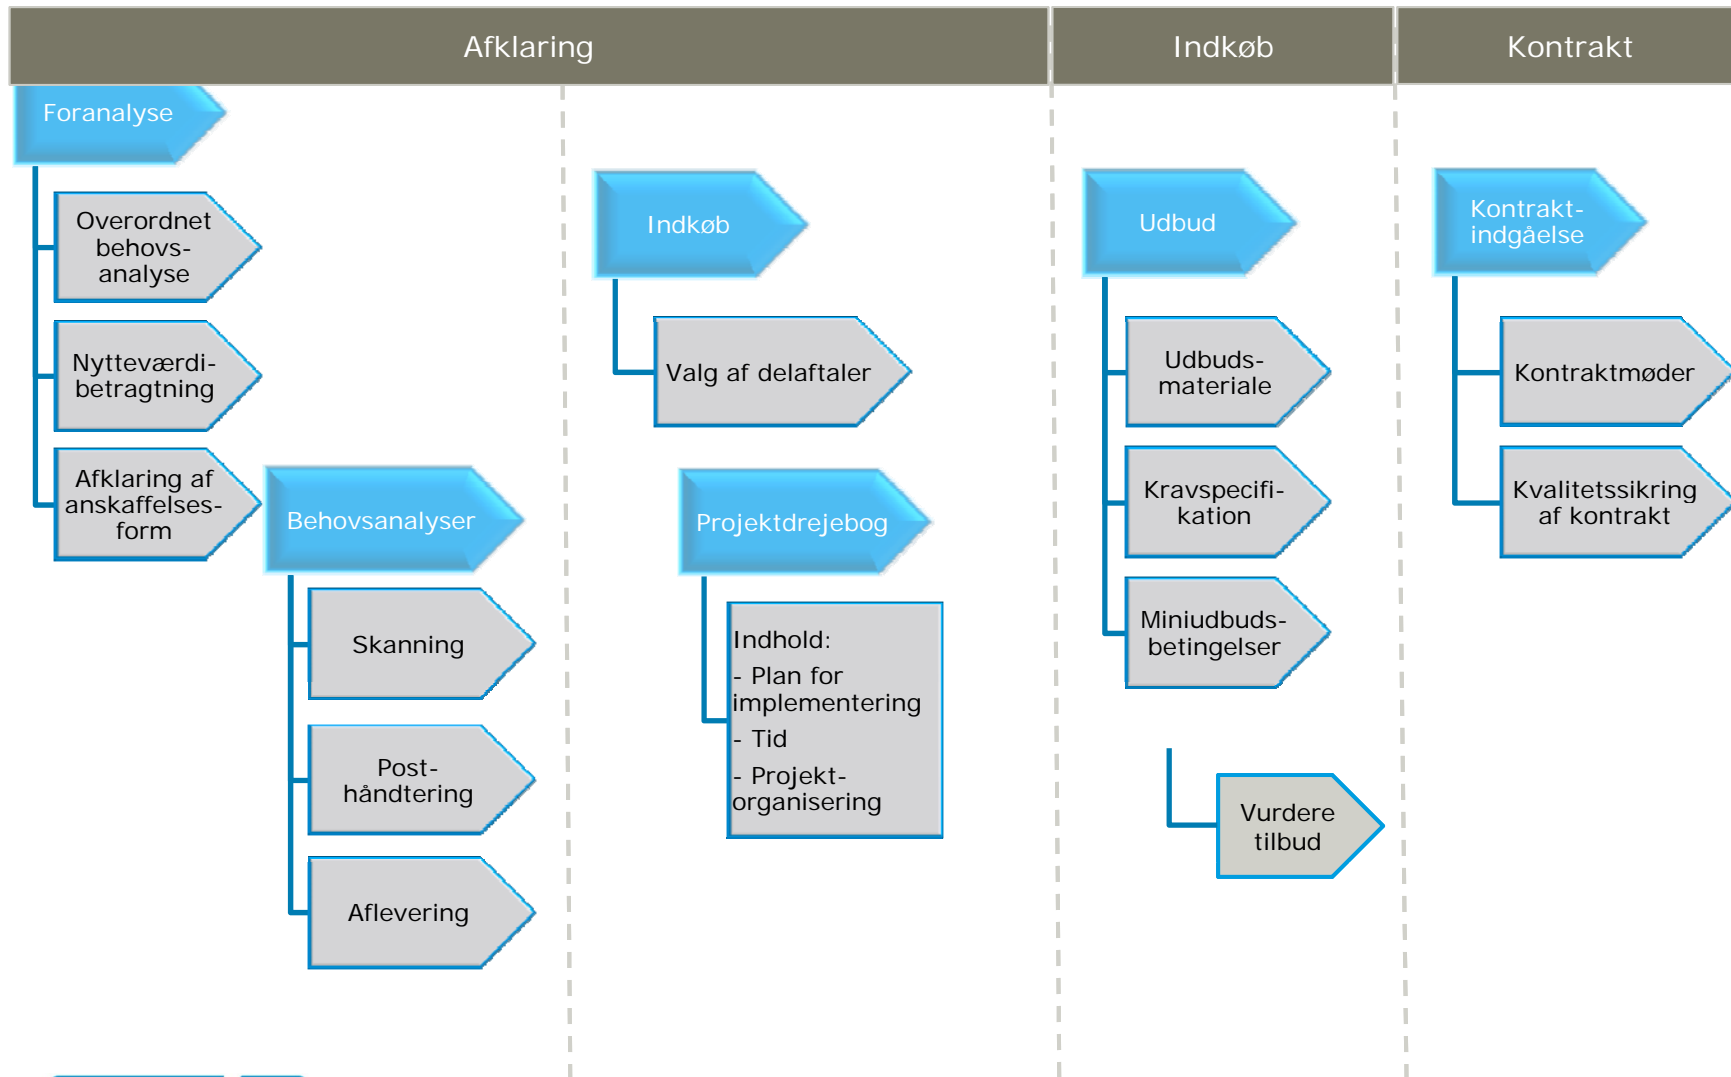 Afklaring
Indkøb
Kontrakt
Foranalyse
Overordnet
behovs-
analyse
Nytteværdi-
betragtning
Afklaring af
anskaffelses-
form
Behovsanalyser
Skanning
Post-
håndtering
Aflevering
Indkøb
Valg af delaftaler
Projektdrejebog
Indhold:
- Plan for
implementering
- Tid
- Projekt-
organisering
Udbud
Udbuds-
materiale
Kravspecifi-
kation
Miniudbuds-
betingelser
Vurdere
tilbud
Kontrakt-
indgåelse
Kontraktmøder
Kvalitetssikring
af kontrakt